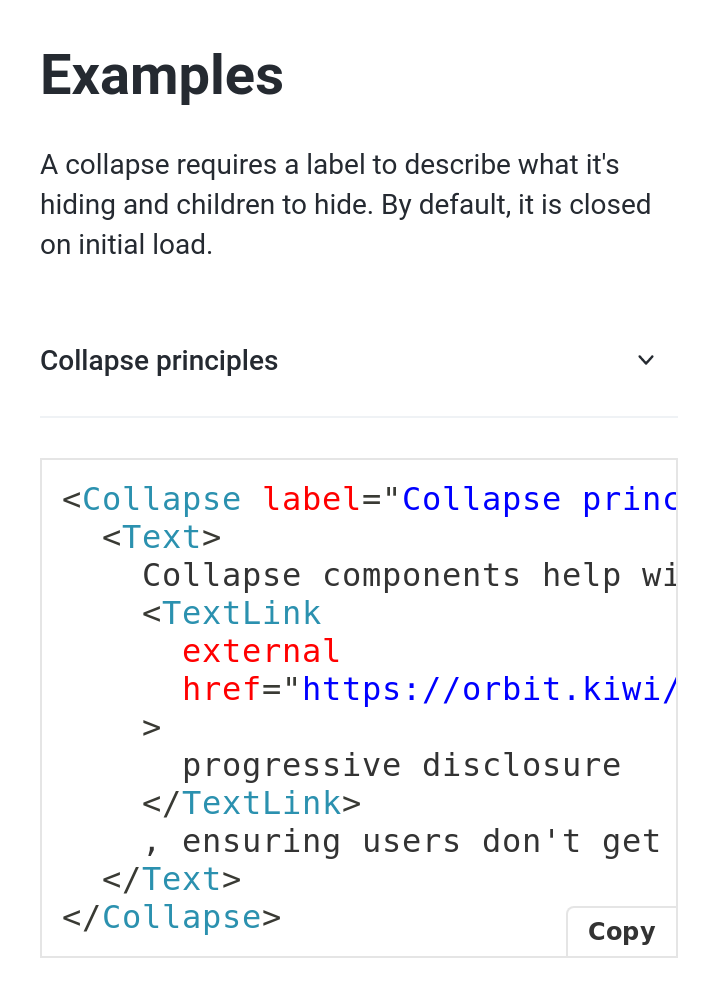 Examples
A collapse requires a label to describe what it's
hiding and children to hide. By default, it is closed
on initial load.
Collapse principles
<Collapse label="Collapse princ
<Text>
Collapse components help wi
<TextLink
external
href="https://orbit.kiwi/
>
progressive disclosure
</TextLink>
, ensuring users don't get
</Text>
</Collapse>
Copy